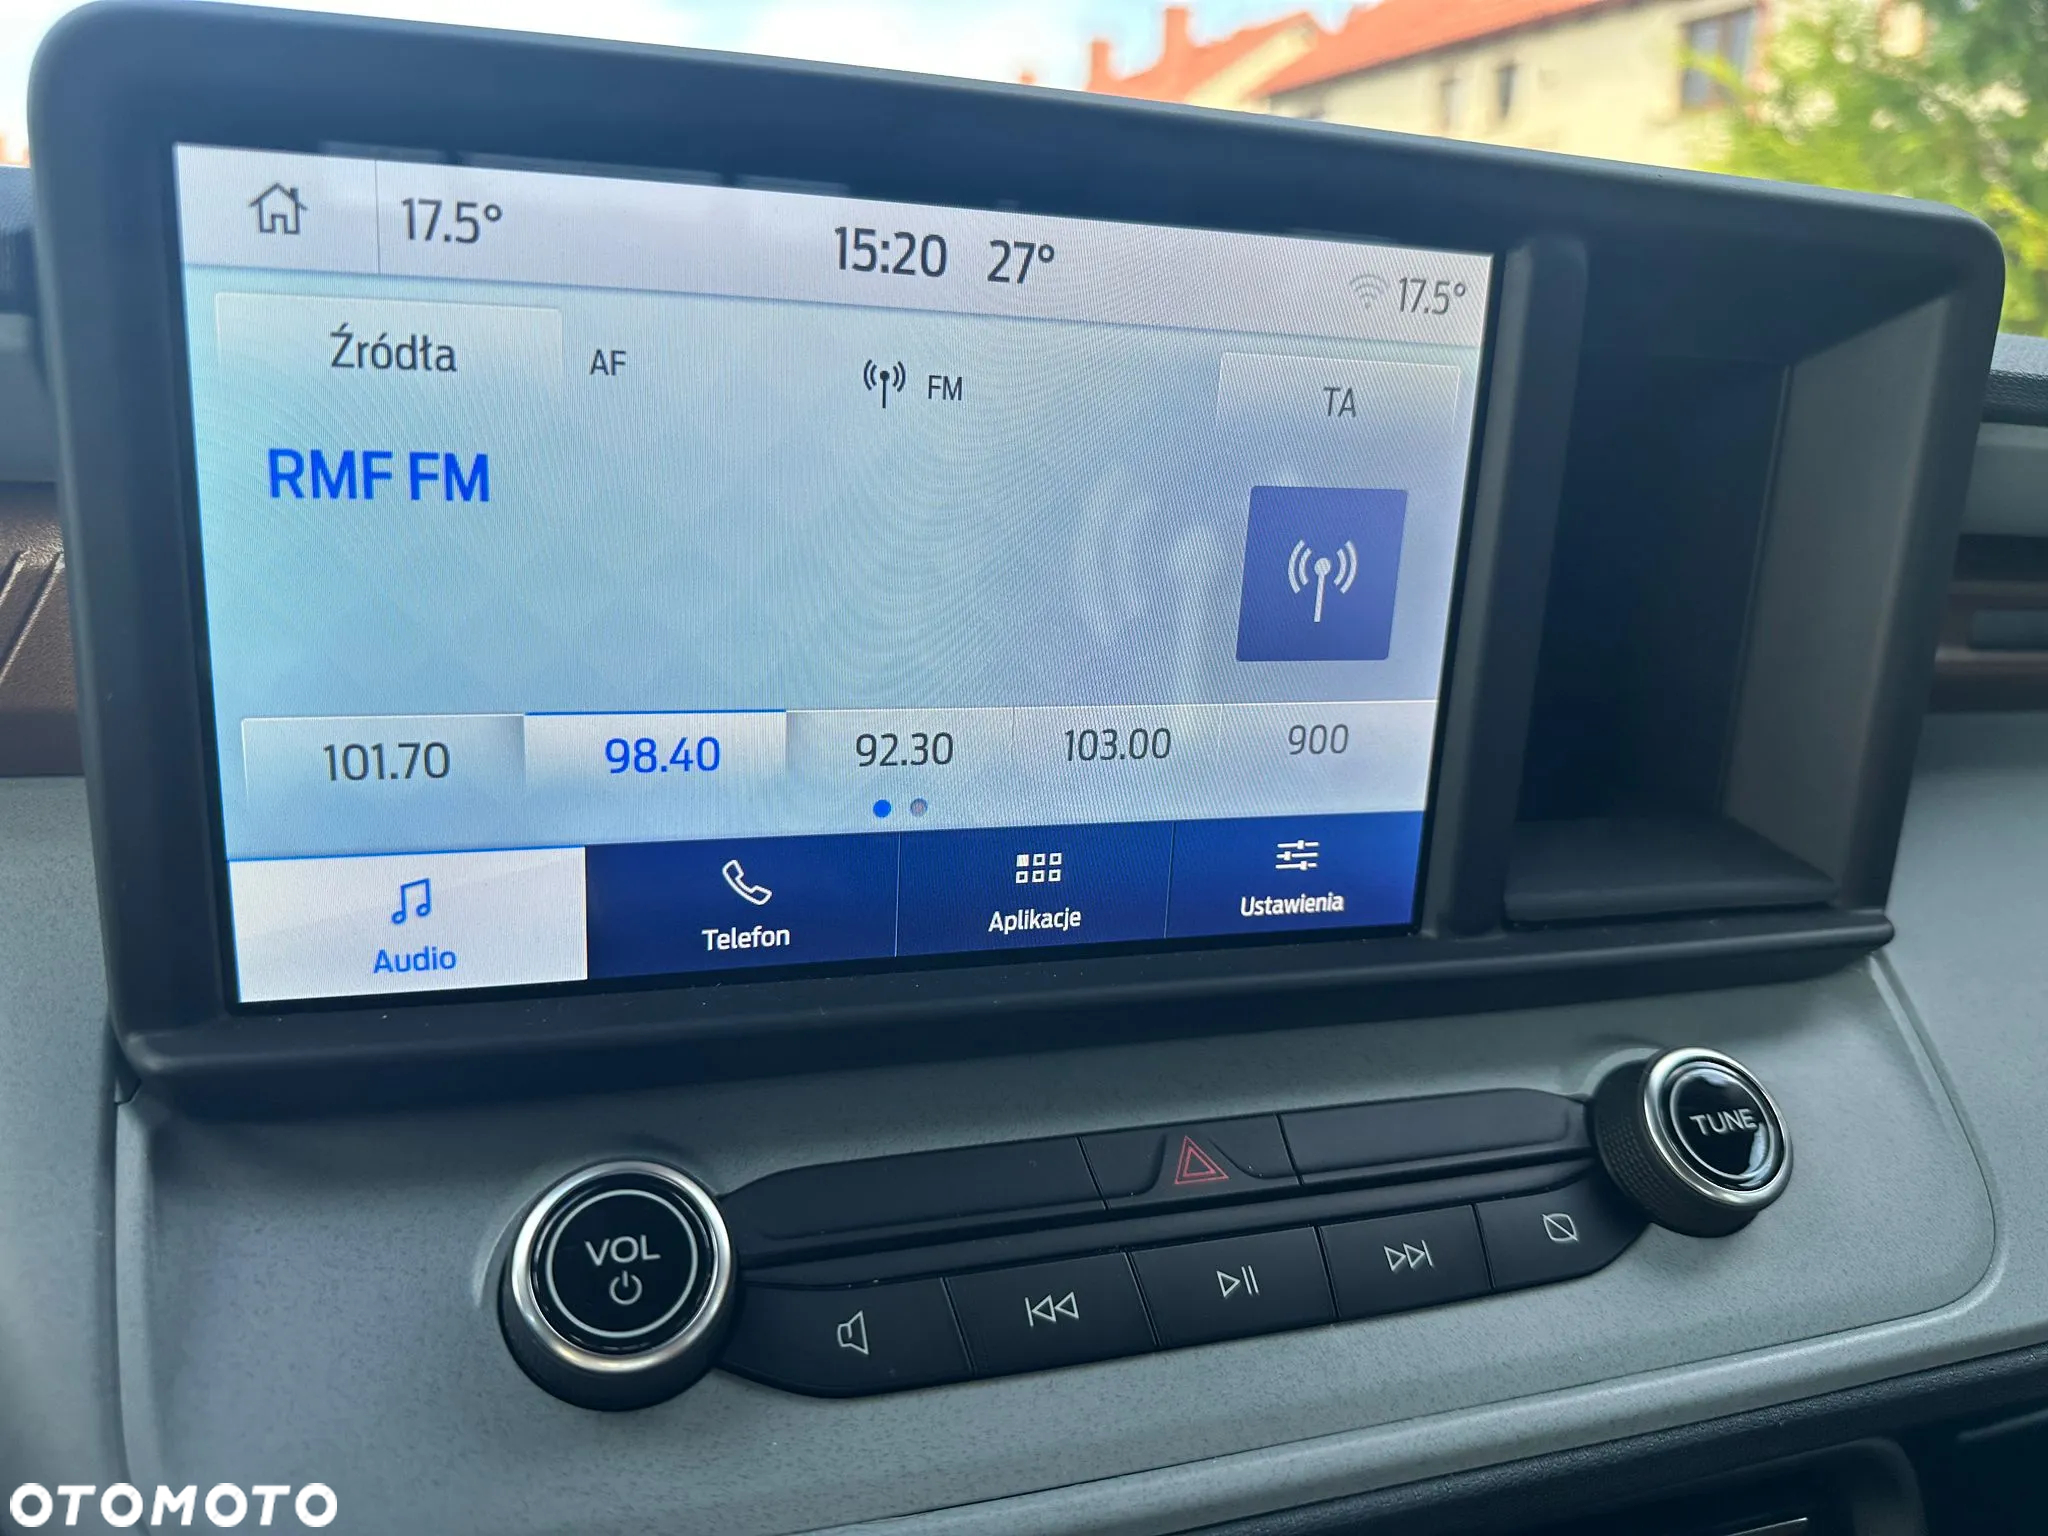 17.5° 15:20 27° 17.5°
Źródła AF FM TA
RMF FM
101.70 98.40 92.30 103.00 900
Audio Telefon Aplikacje Ustawienia
TUNE
VOL
OTOMOTO